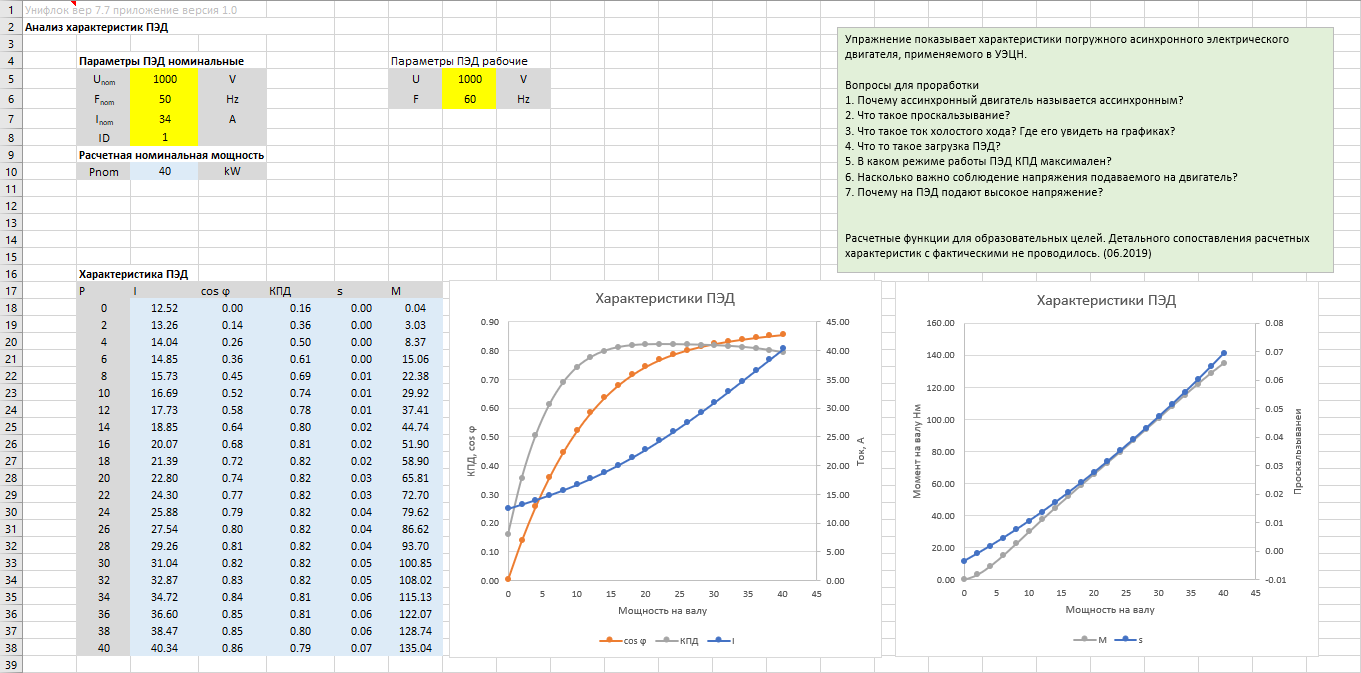 1 Унифлок вер 7.7 приложение версия 1.0
2 Анализ характеристик ПЭД
3
4 Параметры ПЭД номинальные Параметры ПЭД рабочие
5 Unom 1000 V U 1000 V
6 Fnom 50 Hz F 60 Hz
7 Inom 34 A
8 ID 1
9 Расчетная номинальная мощность
10 Pnom 40 kW
11
12
13
14
15
Упражнение показывает характеристики погружного асинхронного электрического
двигателя, применяемого в УЭЦН.
Вопросы для проработки
1. Почему ассинхронный двигатель называется ассинхронным?
2. Что такое проскальзывание?
3. Что такое ток холостого хода? Где его увидеть на графиках?
4. Что то такое загрузка ПЭД?
5. В каком режиме работы ПЭД КПД максимален?
6. Насколько важно соблюдение напряжения подаваемого на двигатель?
7. Почему на ПЭД подают высокое напряжение?
Расчетные функции для образовательных целей. Детального сопоставления расчетных
характеристик с фактическими не проводилось. (06.2019)
16 Характеристика ПЭД
17 P I cos φ КПД s M
18 0 12.52 0.00 0.16 0.00 0.04
19 2 13.26 0.14 0.36 0.00 3.03
20 4 14.04 0.26 0.50 0.00 8.37
21 6 14.85 0.36 0.61 0.00 15.06
22 8 15.73 0.45 0.69 0.01 22.38
23 10 16.69 0.52 0.74 0.01 29.92
24 12 17.73 0.58 0.78 0.01 37.41
25 14 18.85 0.64 0.80 0.02 44.74
26 16 20.07 0.68 0.81 0.02 51.90
27 18 21.39 0.72 0.82 0.02 58.90
28 20 22.80 0.74 0.82 0.03 65.81
29 22 24.30 0.77 0.82 0.03 72.70
30 24 25.88 0.79 0.82 0.04 79.62
31 26 27.54 0.80 0.82 0.04 86.62
32 28 29.26 0.81 0.82 0.04 93.70
33 30 31.04 0.82 0.82 0.05 100.85
34 32 32.87 0.83 0.82 0.05 108.02
35 34 34.72 0.84 0.81 0.06 115.13
36 36 36.60 0.85 0.81 0.06 122.07
37 38 38.47 0.85 0.80 0.06 128.74
38 40 40.34 0.86 0.79 0.07 135.04
39
Характеристики ПЭД
0.90 45.00
0.80 40.00
0.70 35.00
0.60 30.00
0.50 25.00
0.40 20.00
0.30 15.00
0.20 10.00
0.10 5.00
0.00 0.00
КПД, cos φ
Ток, А
0 5 10 15 20 25 30 35 40 45
Мощность на валу
cos φ КПД I
Характеристики ПЭД
160.00 0.08
140.00 0.07
120.00 0.06
100.00 0.05
80.00 0.04
60.00 0.03
40.00 0.02
20.00 0.01
0.00 0.00
-0.01
Момент на валу Нм
Проскальзыванеи
0 5 10 15 20 25 30 35 40 45
Мощность на валу
M s